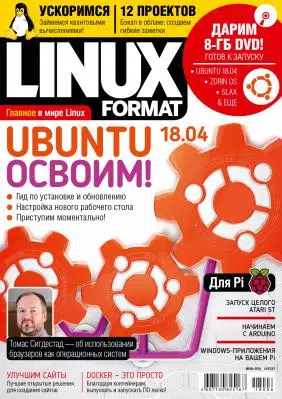 УСКОРИМСЯ!
Займемся квантовыми
вычислениями!
12 ПРОЕКТОВ
Бэкап в облаке; создаем
гибкие заметки
ДАРИМ
8-ГБ DVD!
ГОТОВ К ЗАПУСКУ
• UBUNTU 18.04
• ZORIN OS
• SLAX
& ЕЩЕ
LINUX
FORMAT
Главное в мире Linux
UBUNTU 18.04
ОСВОИМ!
• Гид по установке и обновлению
• Настройка нового рабочего стола
• Приступим моментально!
Для Pi
ЗАПУСК ЦЕЛОГО
ATARI ST
НАЧИНАЕМ
С ARDUINO
WINDOWS-ПРИЛОЖЕНИЯ
НА ВАШЕМ Pi
Томас Сигдестад — об использовании
браузеров как операционных систем
УЛУЧШИМ САЙТЫ
Лучшие открытые решения
для создания сайтов
DOCKER – ЭТО ПРОСТО
Благодаря контейнерам,
выпускать и запускать ПО легко!